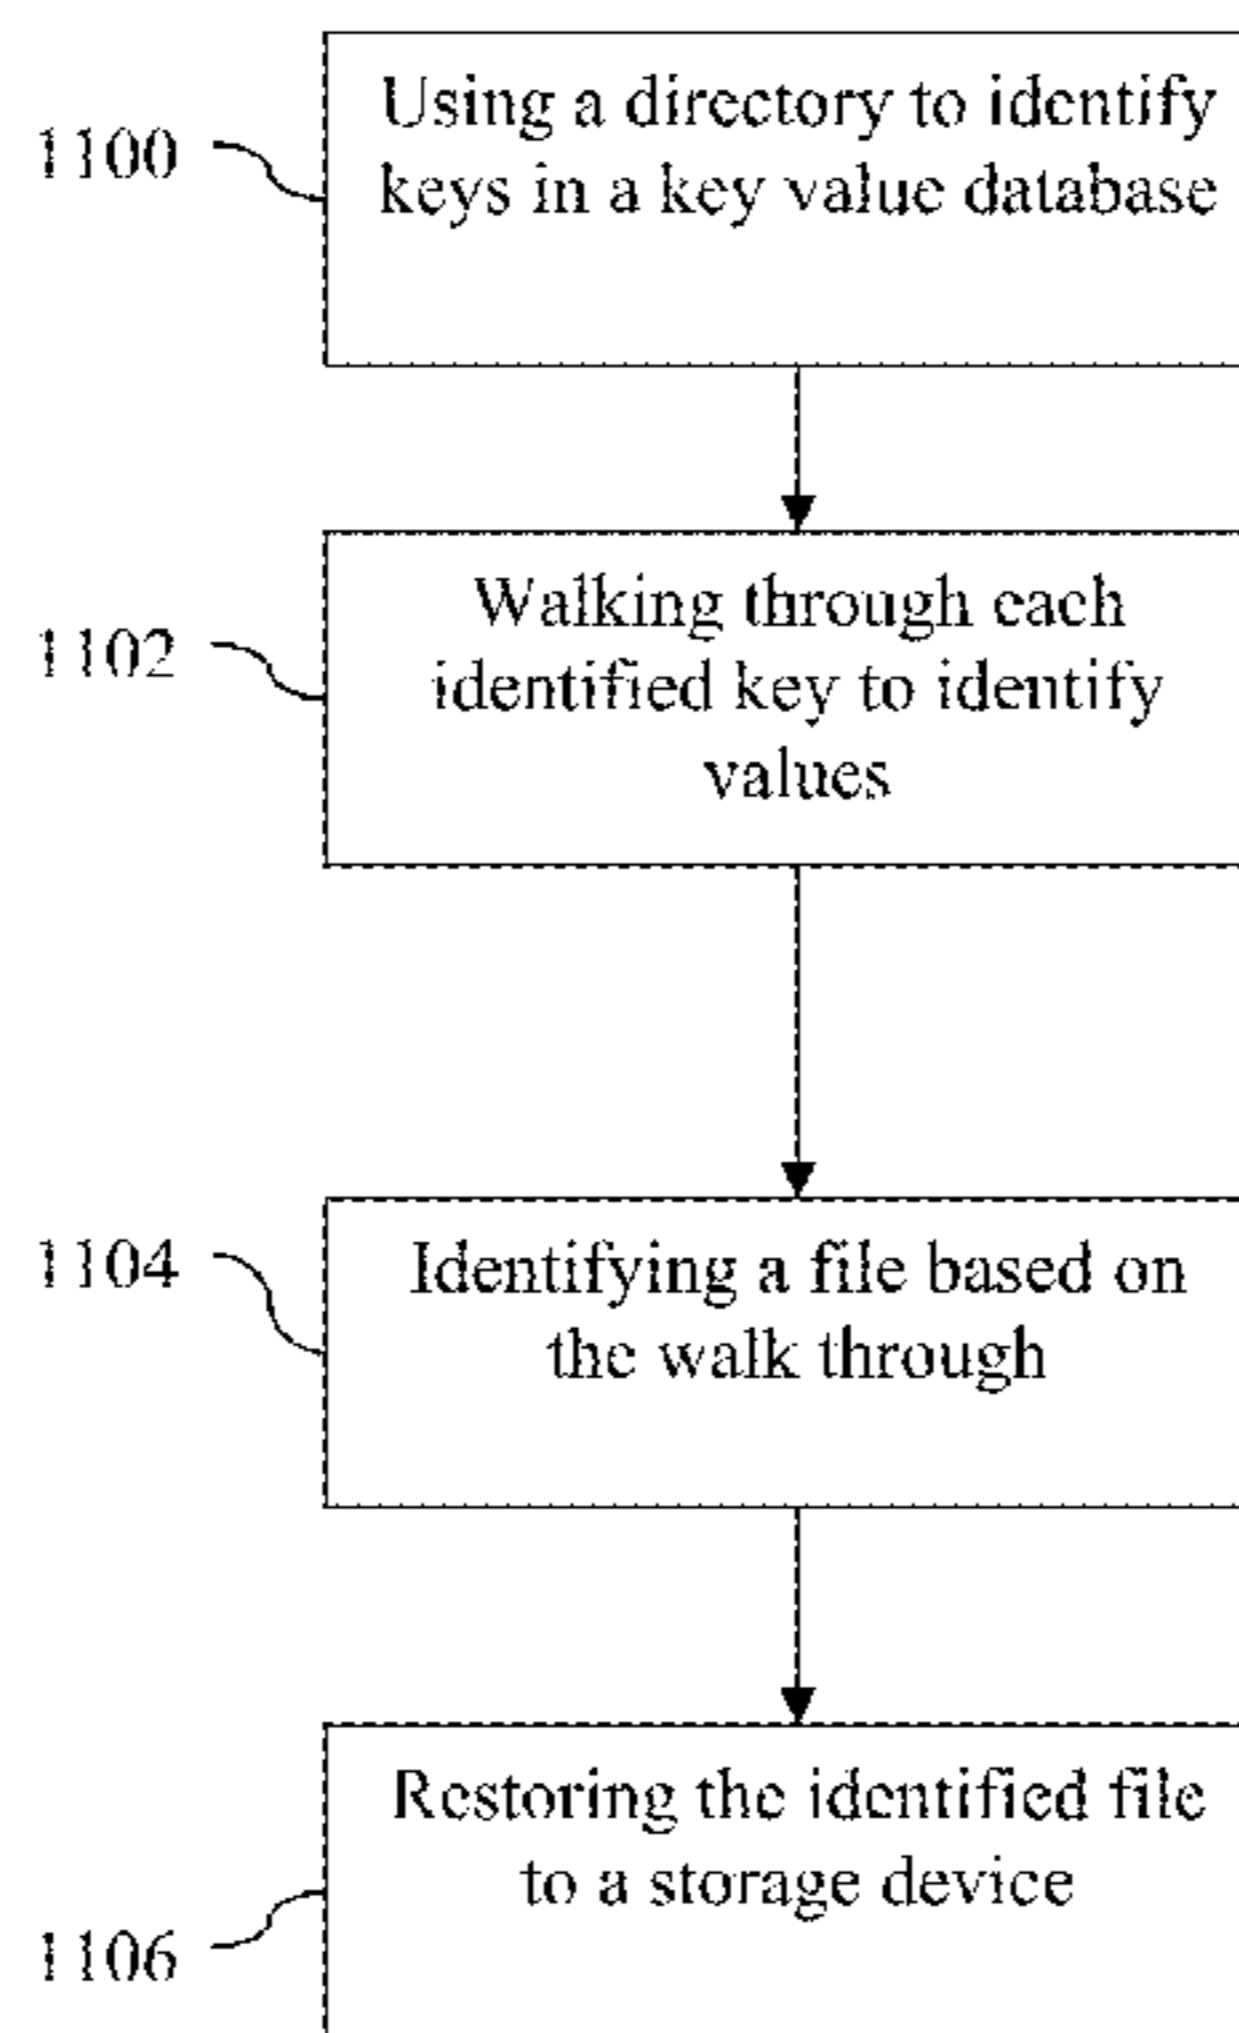 1100
Using a directory to identify
keys in a key value database
1102
Walking through each
identified key to identify
values
1104
Identifying a file based on
the walk through
Restoring the identified file
to a storage device
1106